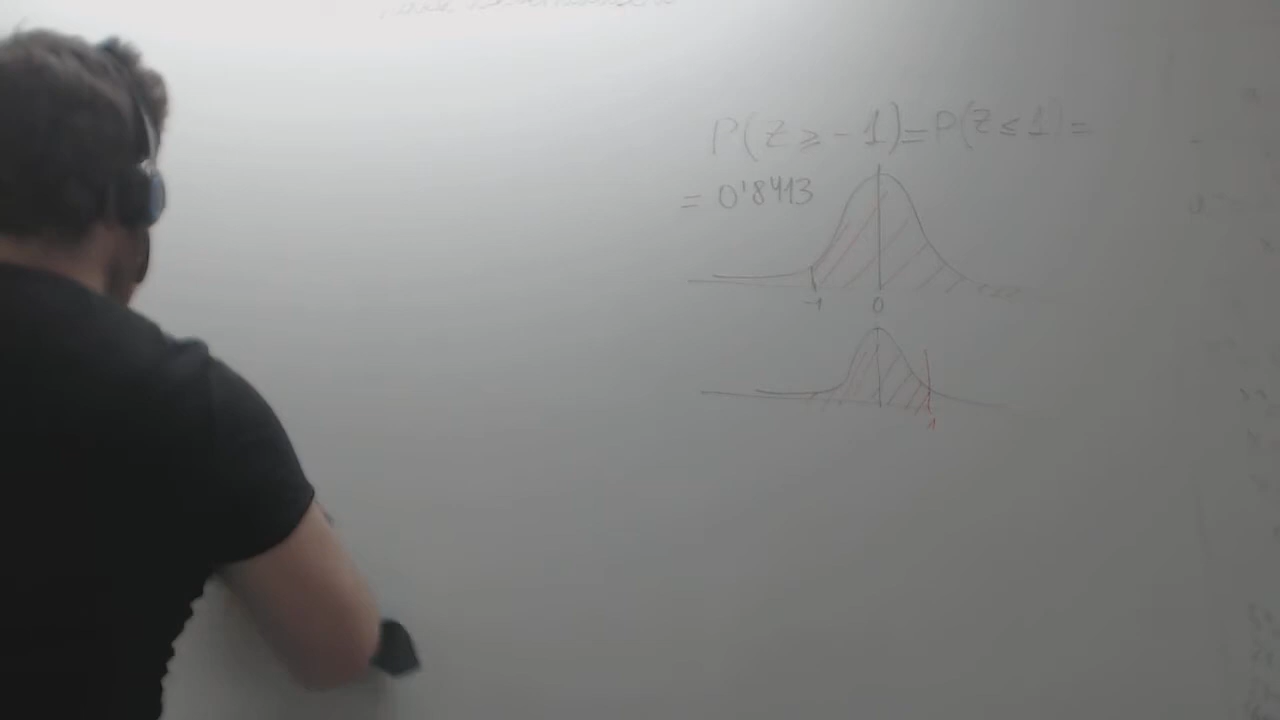 P(Z ≥ -1) = P(Z ≤ 1) =
= 0'8413
-1 0
1